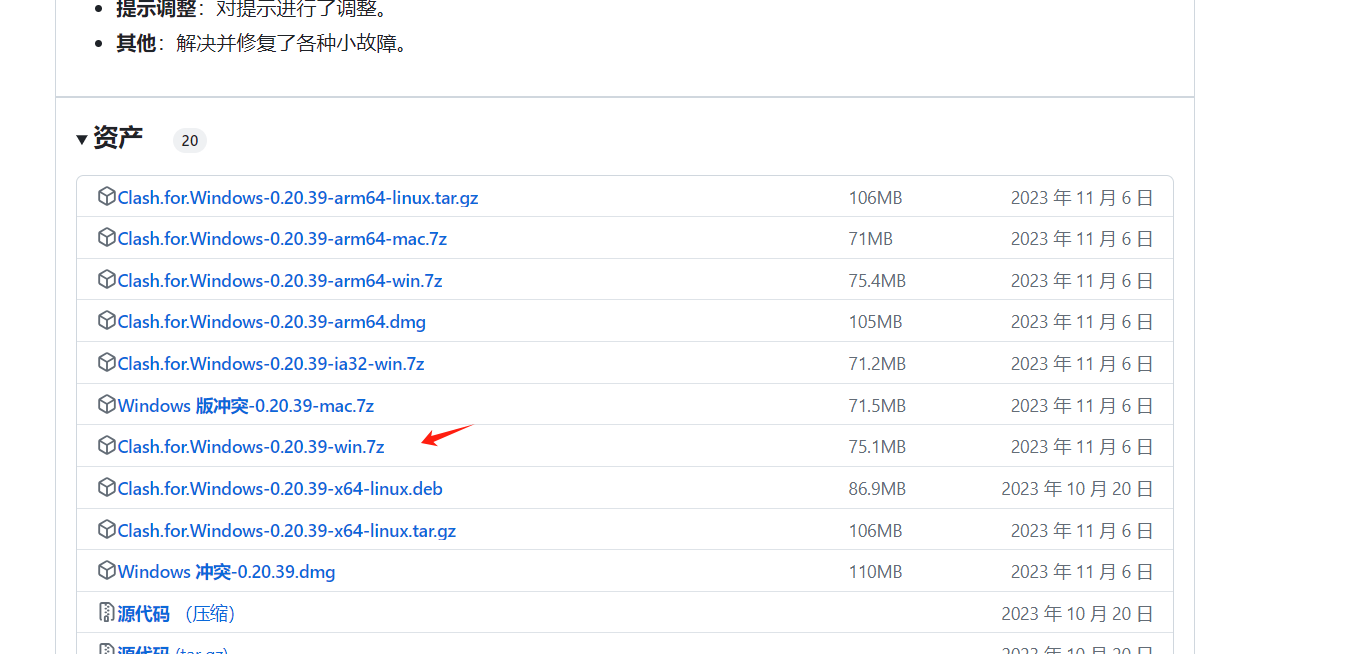 提示调整：对提示进行了调整。
其他：解决并修复了各种小故障。
资产 20
Clash.for.Windows-0.20.39-arm64-linux.tar.gz 106MB 2023 年 11 月 6 日
Clash.for.Windows-0.20.39-arm64-mac.7z 71MB 2023 年 11 月 6 日
Clash.for.Windows-0.20.39-arm64-win.7z 75.4MB 2023 年 11 月 6 日
Clash.for.Windows-0.20.39-arm64.dmg 105MB 2023 年 11 月 6 日
Clash.for.Windows-0.20.39-ia32-win.7z 71.2MB 2023 年 11 月 6 日
Windows 版冲突-0.20.39-mac.7z 71.5MB 2023 年 11 月 6 日
Clash.for.Windows-0.20.39-win.7z 75.1MB 2023 年 11 月 6 日
Clash.for.Windows-0.20.39-x64-linux.deb 86.9MB 2023 年 10 月 20 日
Clash.for.Windows-0.20.39-x64-linux.tar.gz 106MB 2023 年 11 月 6 日
Windows 冲突-0.20.39.dmg 110MB 2023 年 11 月 6 日
源代码 （压缩） 2023 年 10 月 20 日
源代码 (tar.gz) 2023 年 10 月 20 日